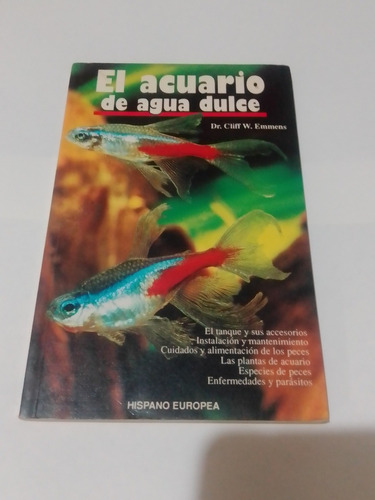 El acuario
de agua dulce
Dr. Cliff W. Emmens
El tanque y sus accesorios
Instalación y mantenimiento
Cuidados y alimentación de los peces
Las plantas de acuario
Especies de peces
Enfermedades y parásitos
HISPANO EUROPEA